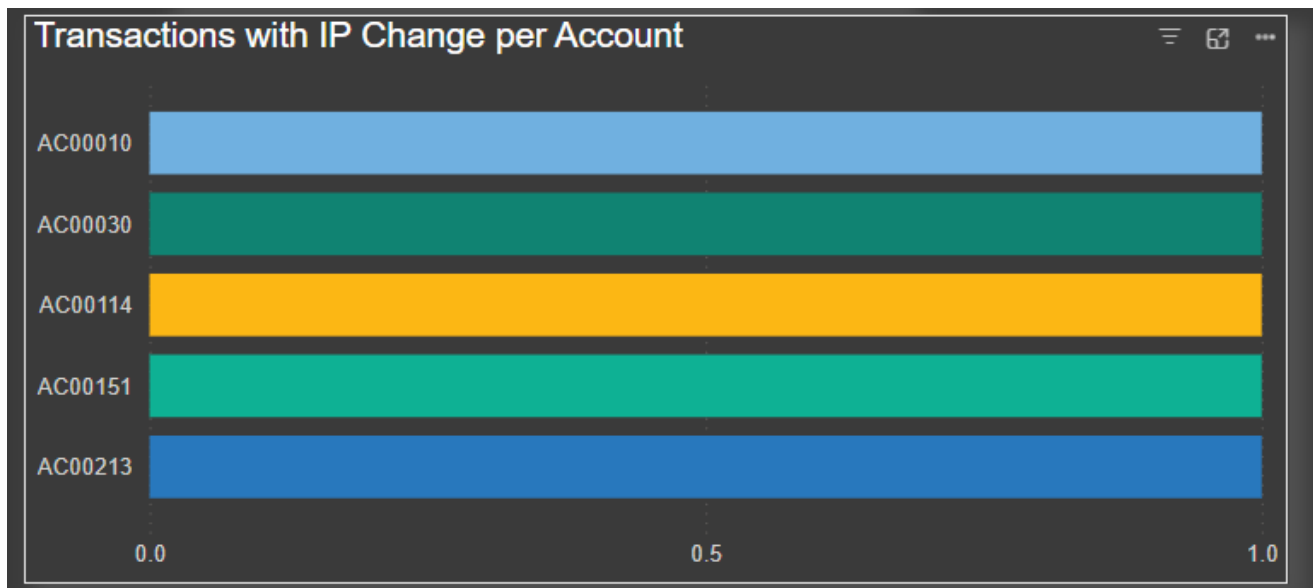 Transactions with IP Change per Account
AC00010
AC00030
AC00114
AC00151
AC00213
0.0 0.5 1.0